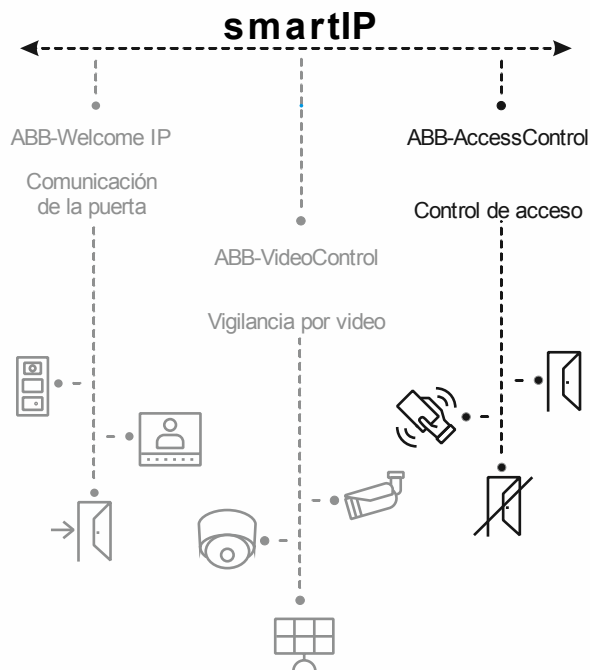 smartIP
ABB-Welcome IP
Comunicación
de la puerta
ABB-VideoControl
Vigilancia por video
ABB-AccessControl
Control de acceso